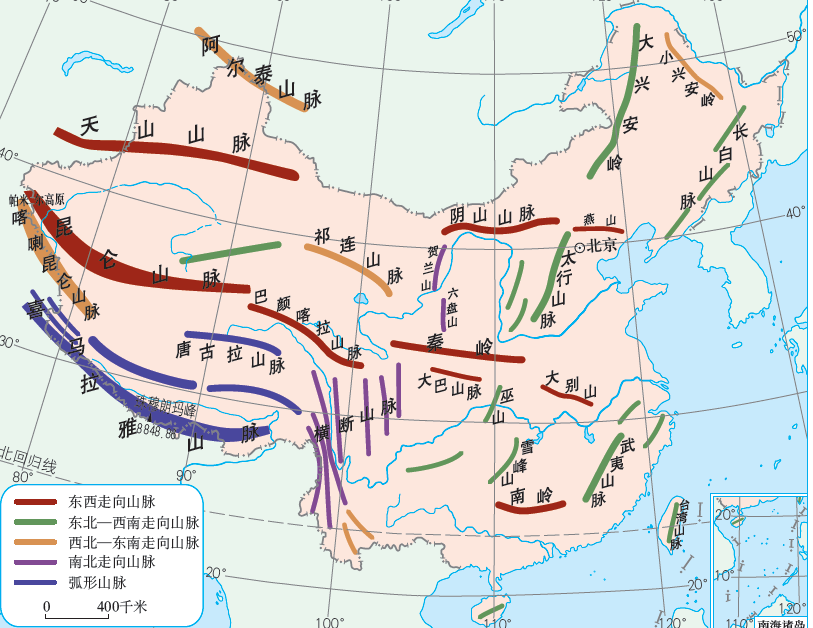 50°
阿尔泰山脉
大兴安岭
小兴安岭
天山山脉
长白山脉
40°
帕米尔高原
喀喇昆仑山脉
昆仑山脉
祁连山脉
阴山山脉
燕山
40°
北京
贺兰山
太行山脉
六盘山
巴颜喀拉山脉
喜马拉雅山脉
唐古拉山脉
30°
秦岭
大巴山脉
巫山
大别山
珠穆朗玛峰
8848.86
横断山脉
雪峰山
武夷山脉
南岭
台湾山脉
北回归线
80°
90°
20°
100°
110°
120°
20°
20°
10°
110°
120°
南海诸岛
东西走向山脉
东北—西南走向山脉
西北—东南走向山脉
南北走向山脉
弧形山脉
0 400千米